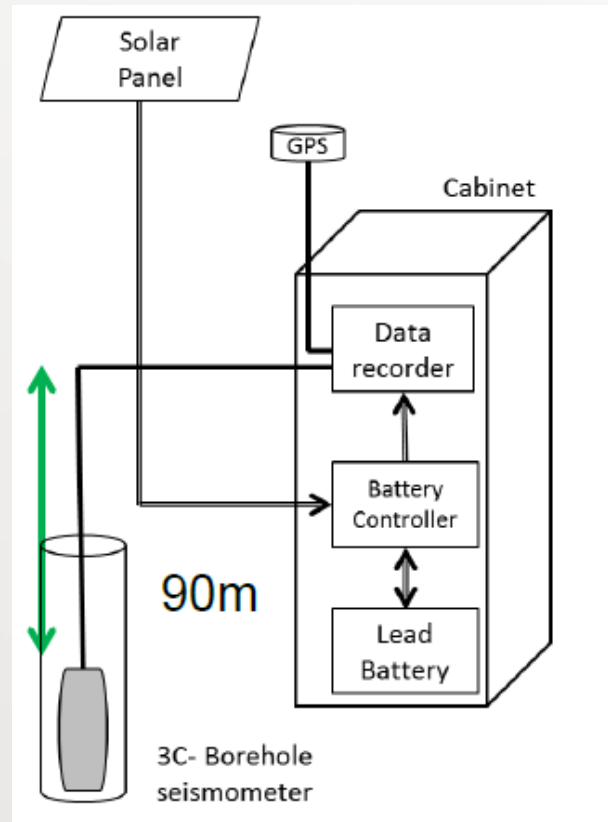 Solar
Panel
GPS
Cabinet
Data
recorder
Battery
Controller
90m
Lead
Battery
3C- Borehole
seismometer